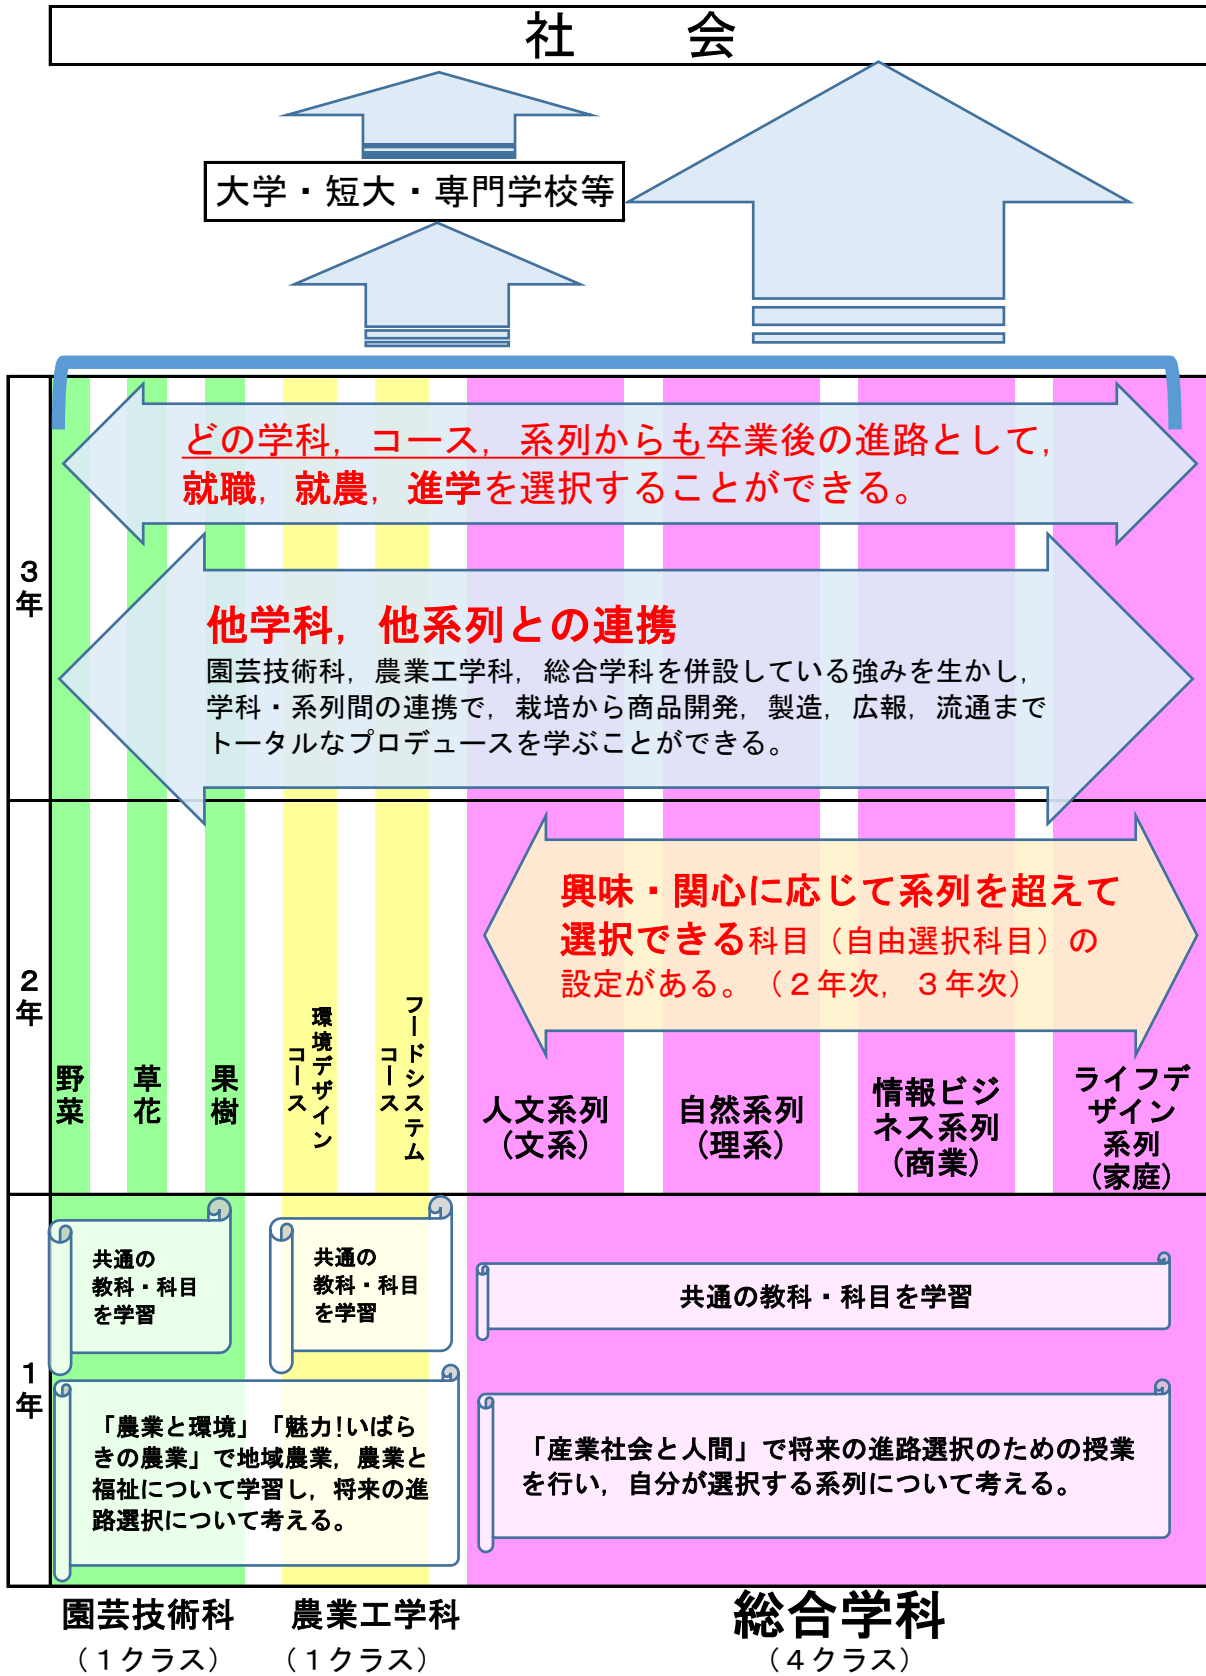 社　会
大学・短大・専門学校等
どの学科，コース，系列からも卒業後の進路として，
就職，就農，進学を選択することができる。
3年
他学科，他系列との連携
園芸技術科，農業工学科，総合学科を併設している強みを生かし，
学科・系列間の連携で，栽培から商品開発，製造，広報，流通まで
トータルなプロデュースを学ぶことができる。
興味・関心に応じて系列を超えて
選択できる科目（自由選択科目）の
設定がある。（２年次，３年次）
2年
野菜
草花
果樹
環境デザイン
コース
フードシステム
コース
人文系列
(文系)
自然系列
(理系)
情報ビジ
ネス系列
(商業)
ライフデ
ザイン
系列
(家庭)
共通の
教科・科目
を学習
共通の
教科・科目
を学習
共通の教科・科目を学習
1年
「農業と環境」「魅力!いばら
きの農業」で地域農業，農業と
福祉について学習し，将来の進
路選択について考える。
「産業社会と人間」で将来の進路選択のための授業
を行い，自分が選択する系列について考える。
園芸技術科
（１クラス）
農業工学科
（１クラス）
総合学科
（４クラス）